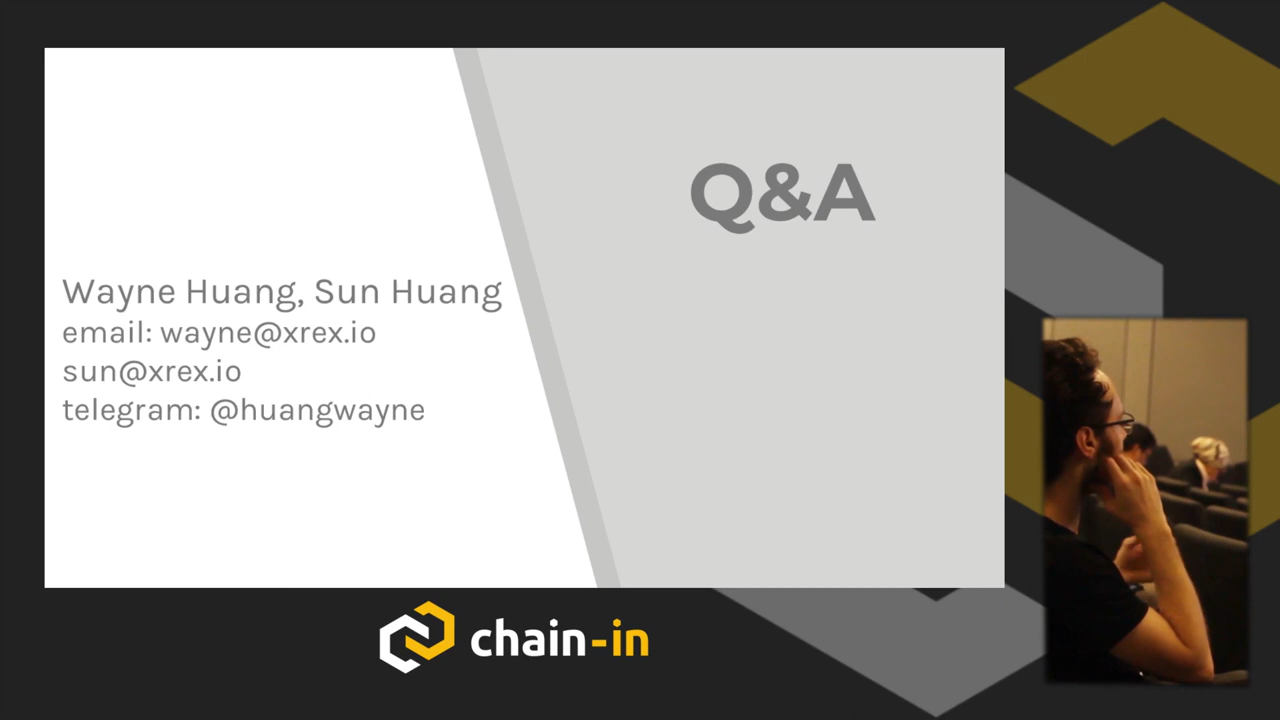 Q&A
Wayne Huang, Sun Huang
email: wayne@xrex.io
sun@xrex.io
telegram: @huangwayne
chain-in